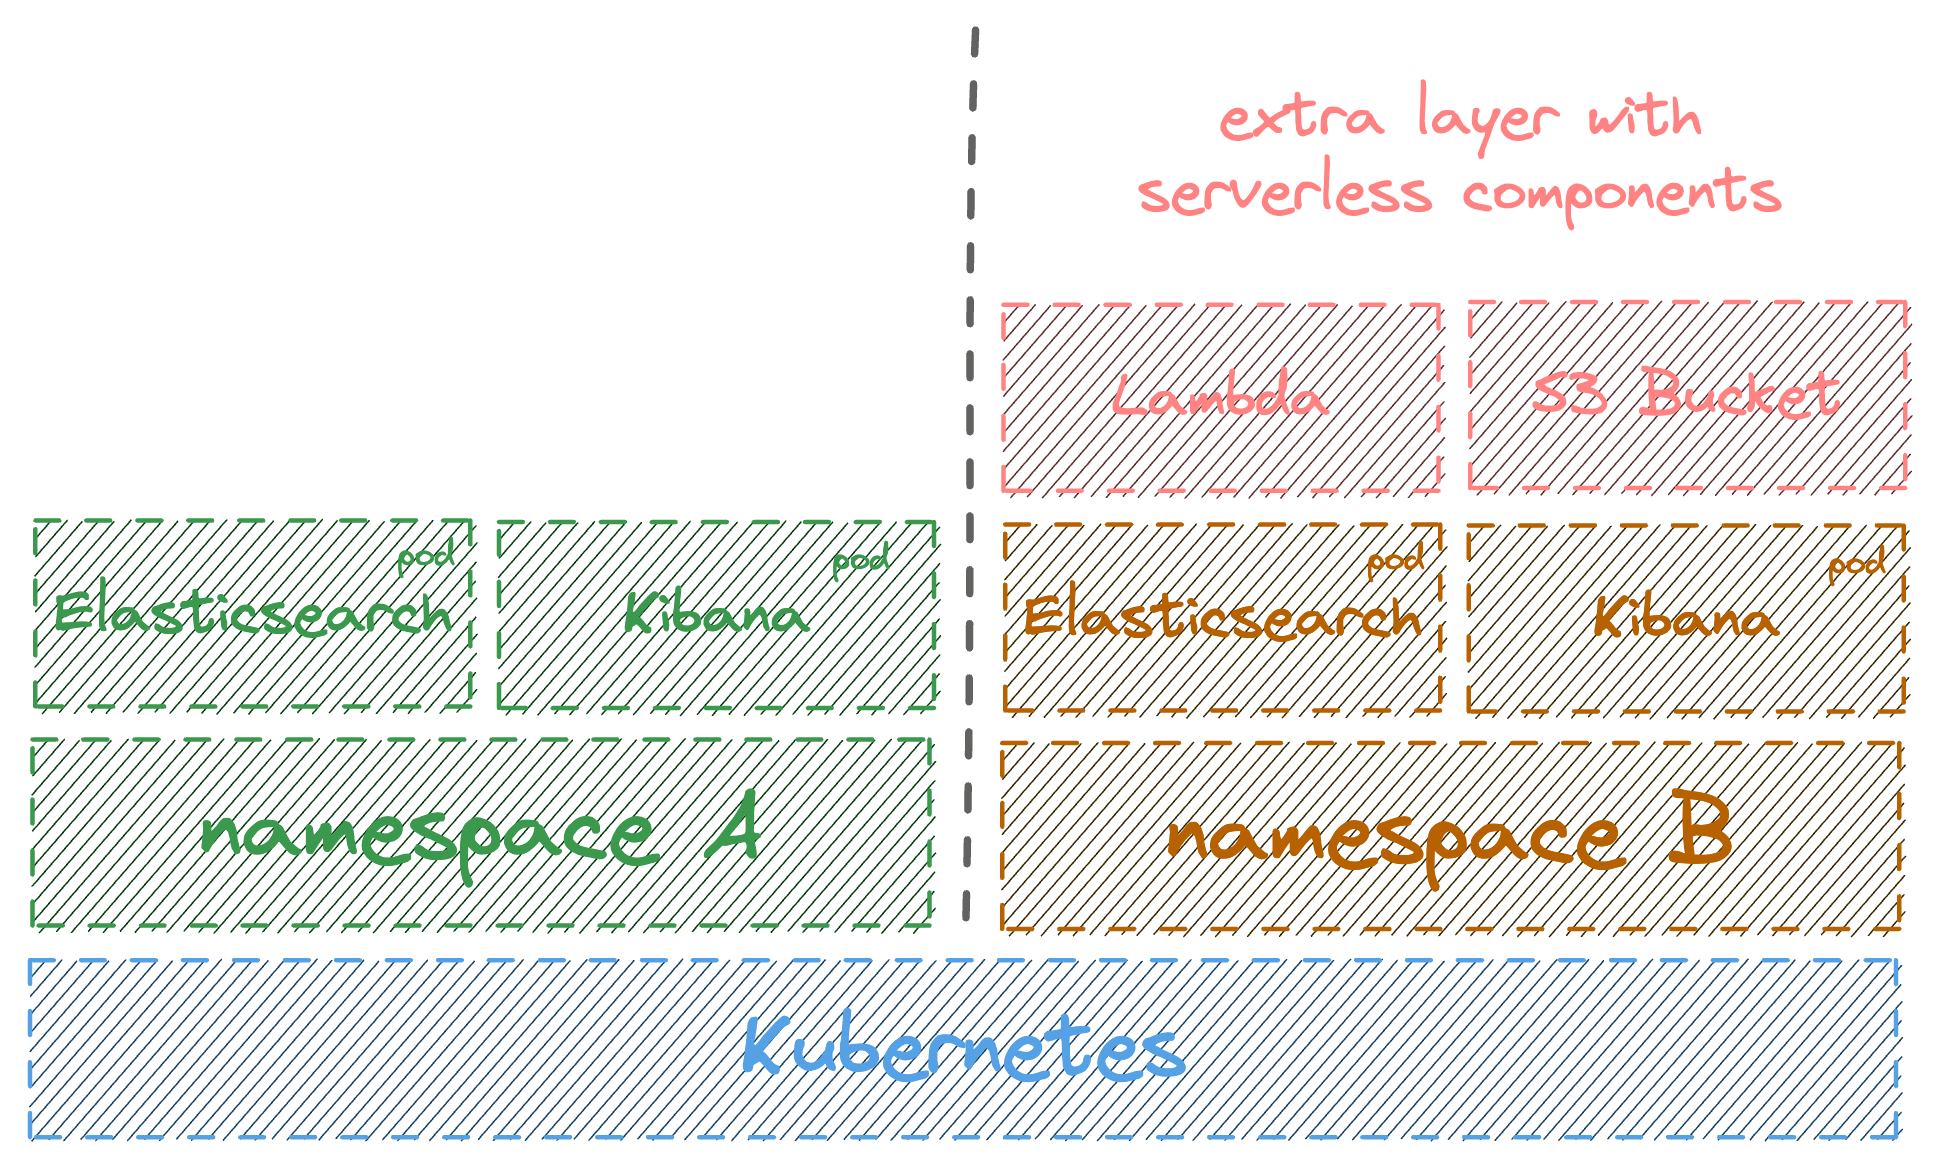 extra layer with
serverless components
Lambda
S3 Bucket
pod
Elasticsearch
pod
Kibana
pod
Elasticsearch
pod
Kibana
namespace A
namespace B
Kubernetes